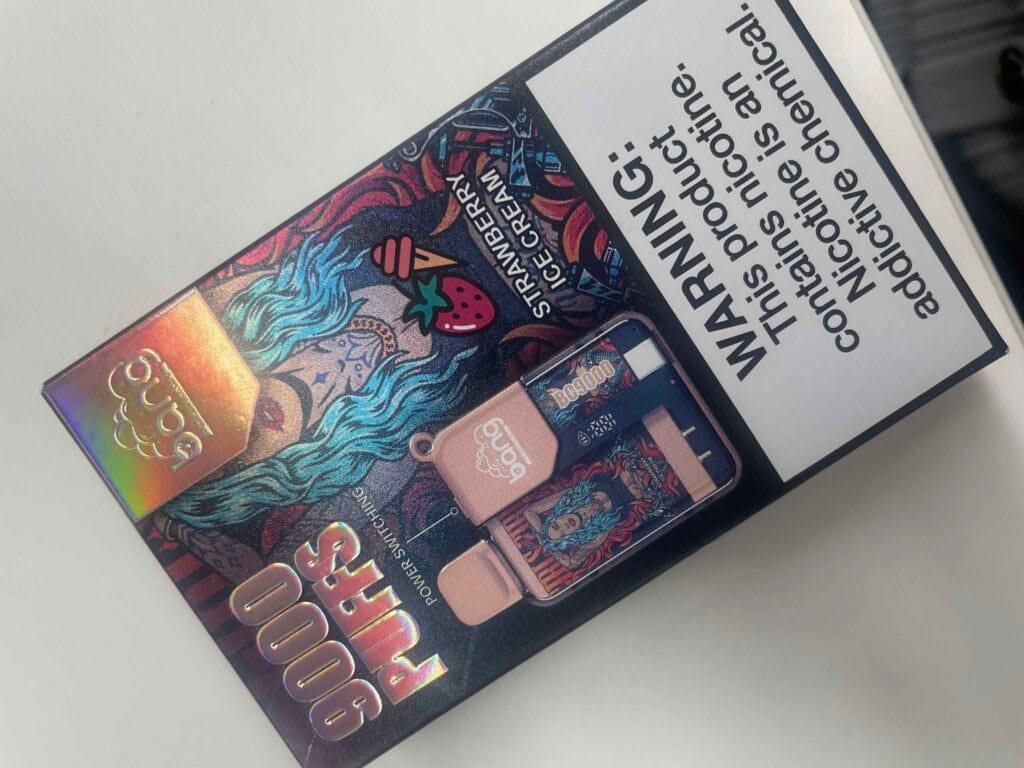 bang
9000
PUFFS
POWER SWITCHING
STRAWBERRY
ICE CREAM
bang
BO9000
WARNING:
This product
contains nicotine.
Nicotine is an
addictive chemical.